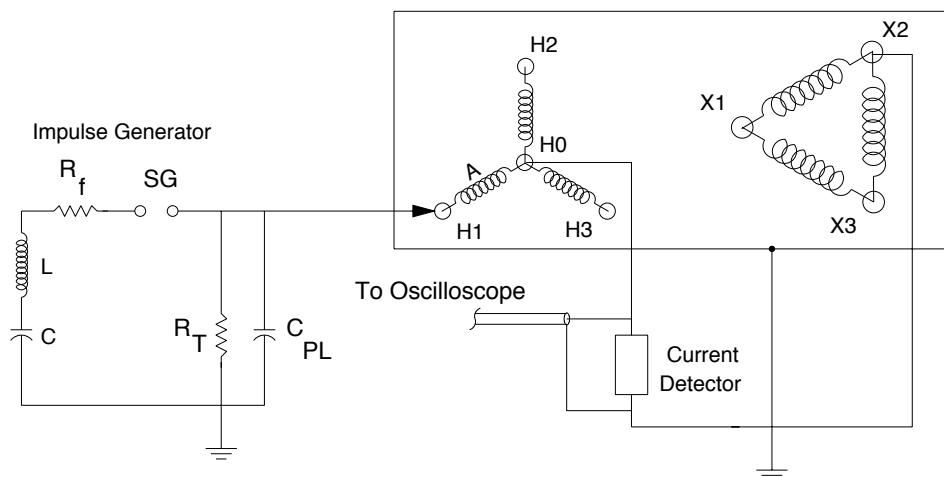 H2
X2
X1
Impulse Generator
H0
R
f
SG
A
H1
H3
X3
L
To Oscilloscope
C
R
T
C
PL
Current
Detector